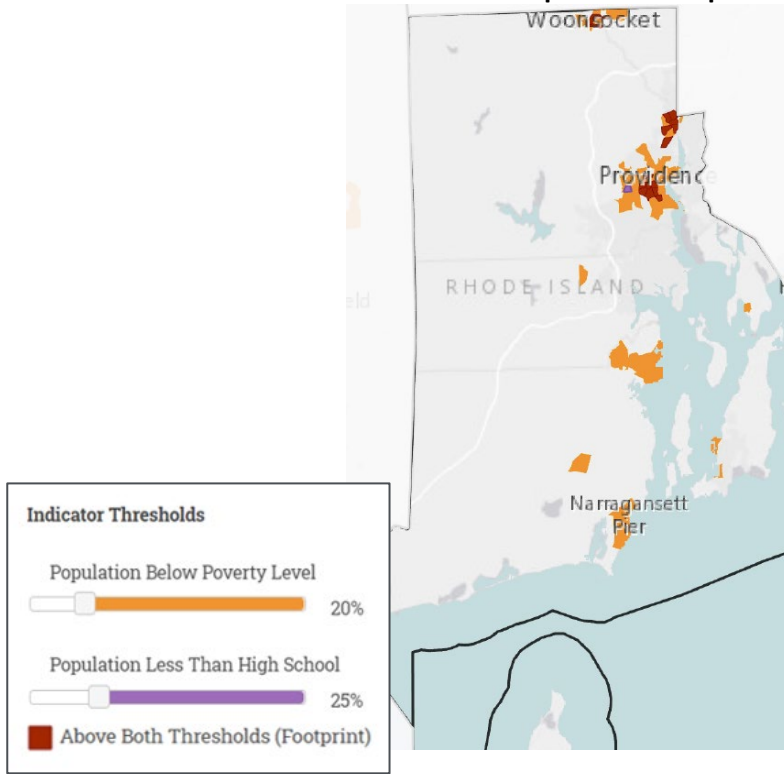 Woonsocket
Providence
RHODE ISLAND
eld
Narragansett
Pier
Indicator Thresholds
Population Below Poverty Level
20%
Population Less Than High School
25%
Above Both Thresholds (Footprint)